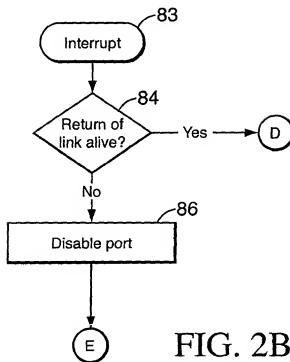 83
Interrupt
84
Return of
link alive?
Yes
D
No
86
Disable port
E
FIG. 2B